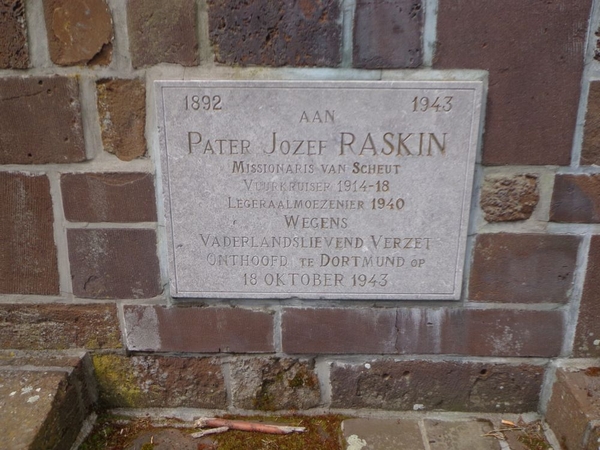 1892 1943
AAN
PATER JOZEF RASKIN
MISSIONARIS VAN SCHEUT
VUURKRUISER 1914-18
LEGERAALMOEZENIER 1940
WEGENS
VADERLANDSLIEVEND VERZET
ONTHOOFD TE DORTMUND OP
18 OKTOBER 1943